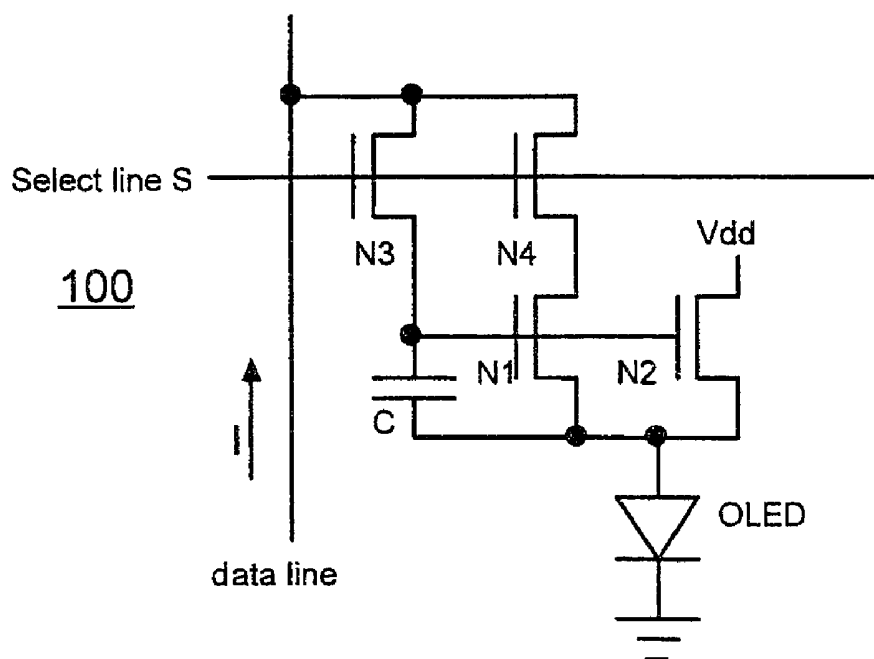 Select line S
N3
N4
Vdd
100
N1
N2
C
I
OLED
data line